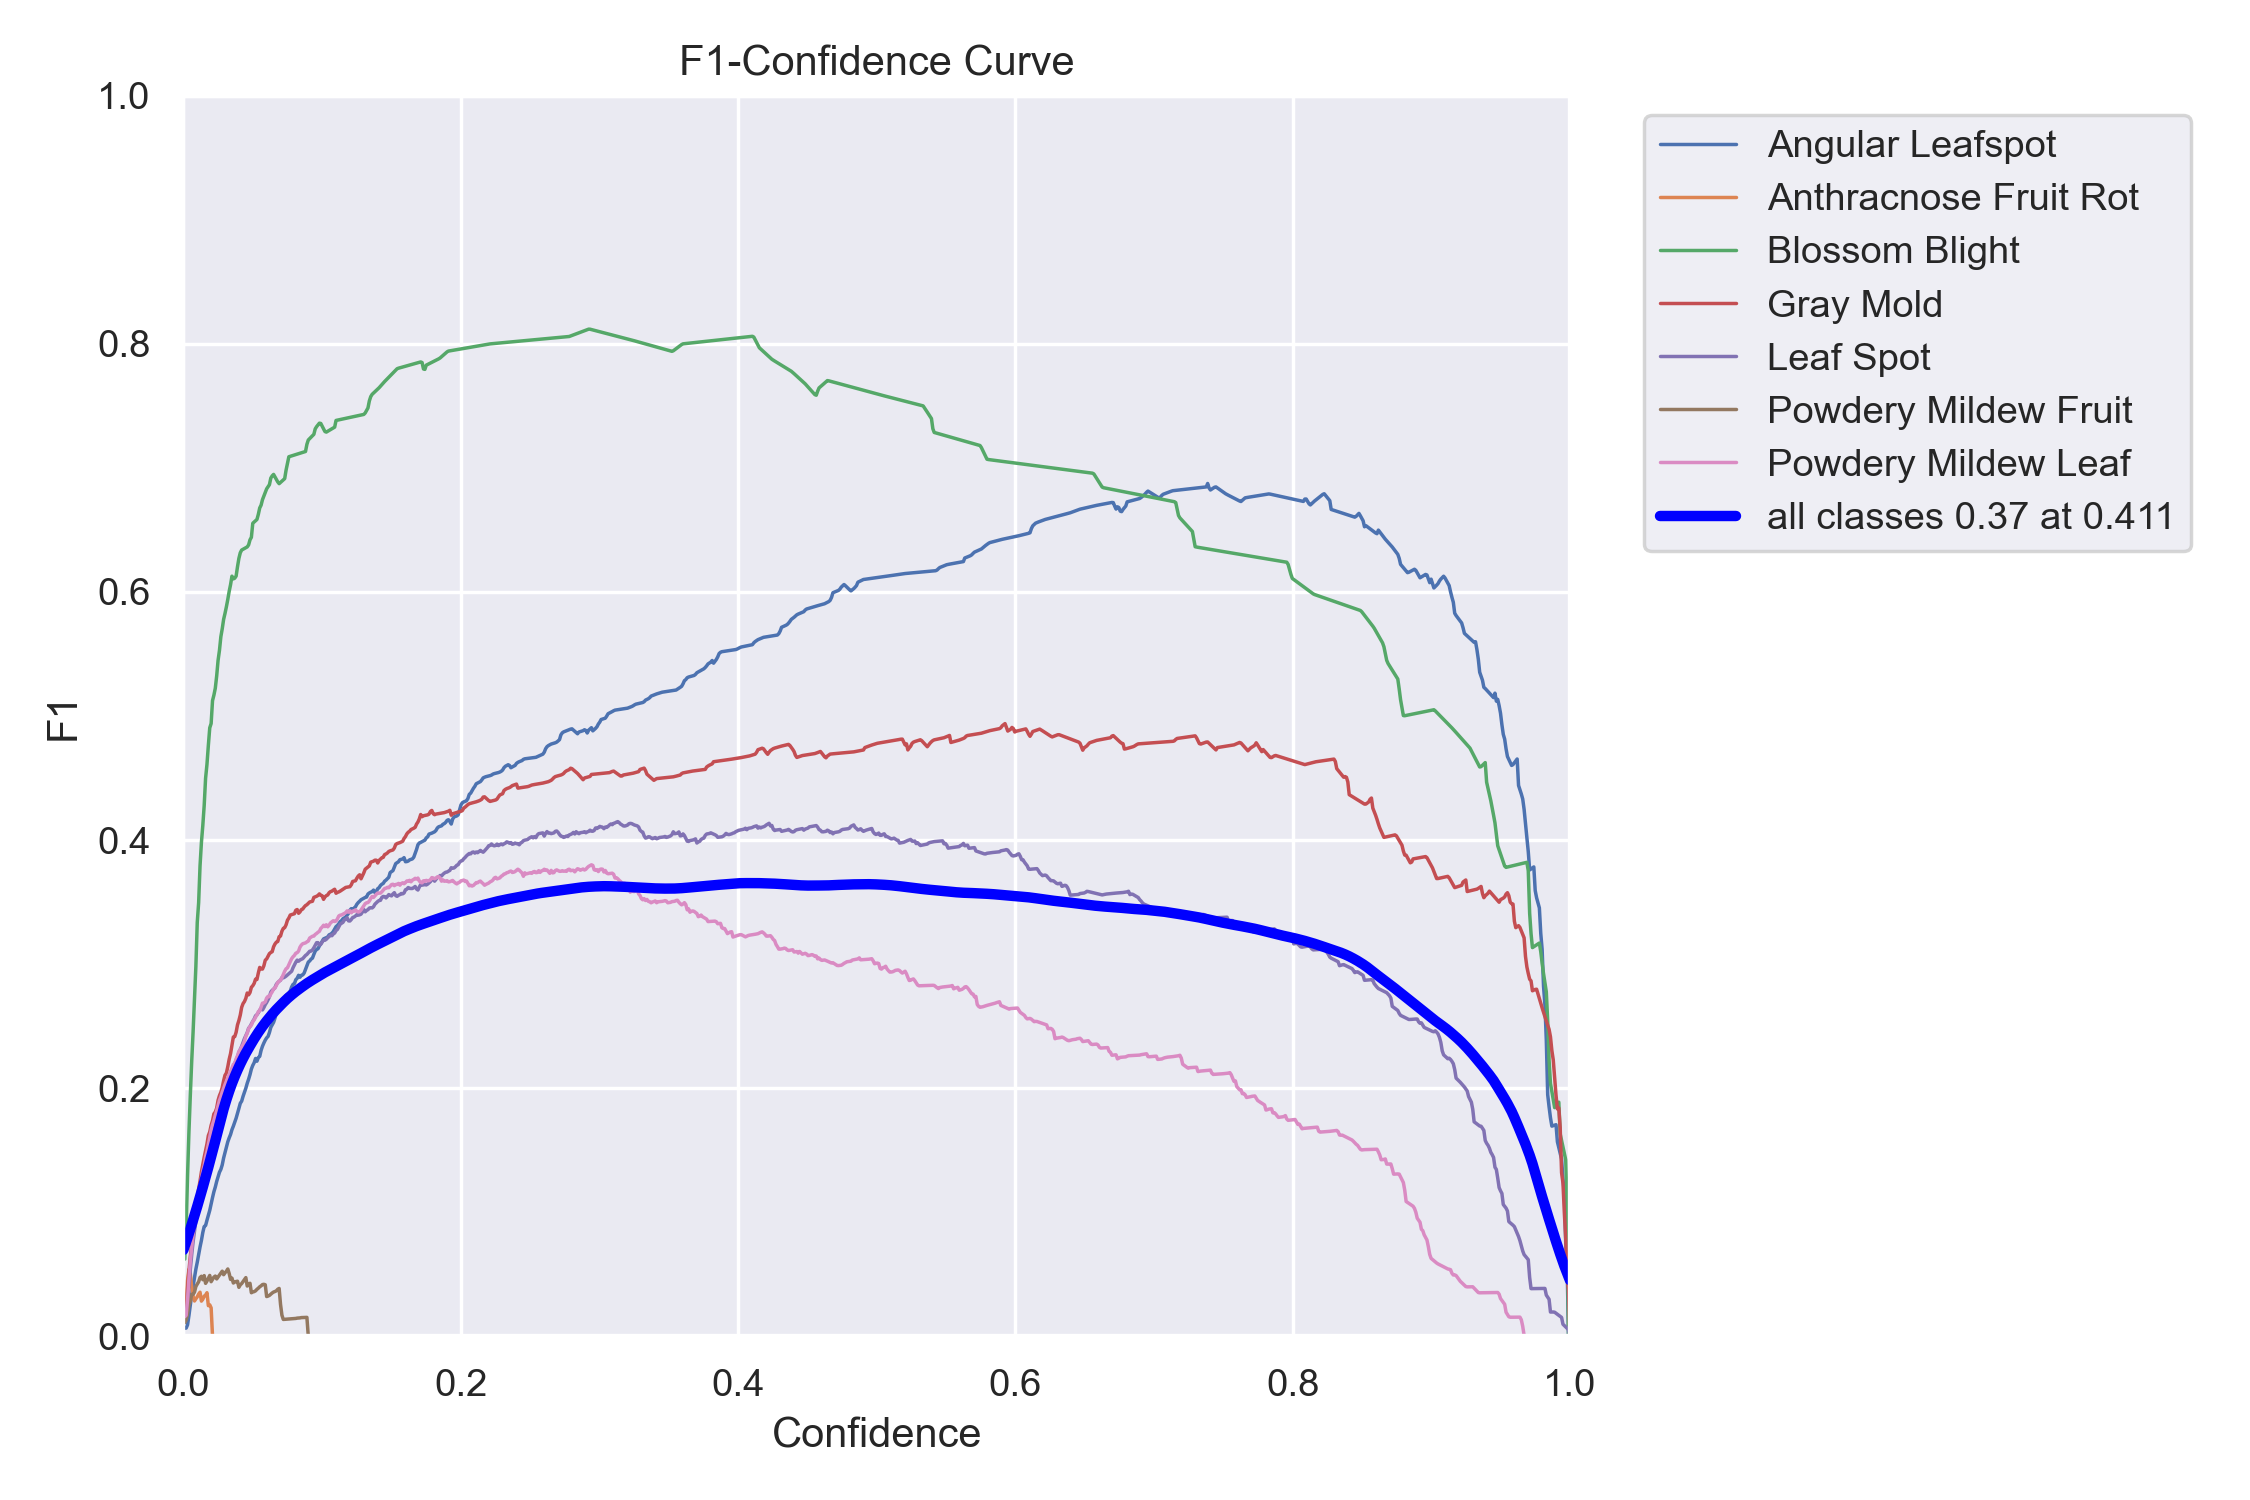 F1-Confidence Curve
1.0
0.8
0.6
0.4
0.2
0.0
F1
0.0 0.2 0.4 0.6 0.8 1.0
Confidence
Angular Leafspot
Anthracnose Fruit Rot
Blossom Blight
Gray Mold
Leaf Spot
Powdery Mildew Fruit
Powdery Mildew Leaf
all classes 0.37 at 0.411